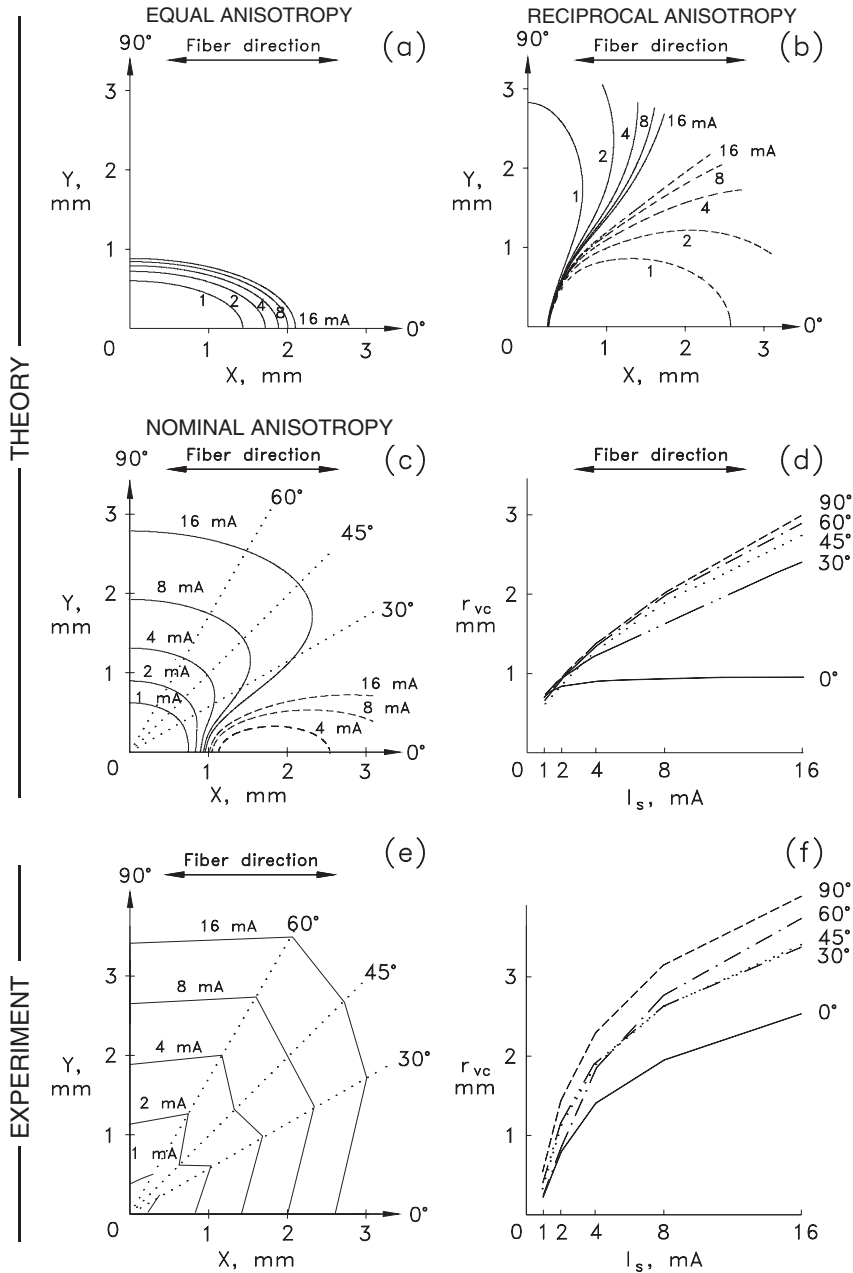 EQUAL ANISOTROPY
RECIPROCAL ANISOTROPY
90°
Fiber direction
(a)
3
2
1
0
Y,
mm
1
2
4
8
16 mA
0°
1
2
3
X, mm
90°
Fiber direction
(b)
3
2
1
0
Y,
mm
1
2
4
8
16 mA
16 mA
8
4
2
1
0°
1
2
3
X, mm
THEORY
NOMINAL ANISOTROPY
90°
Fiber direction
(c)
60°
45°
30°
3
2
1
0
Y,
mm
16 mA
8 mA
4 mA
2 mA
1 mA
16 mA
8 mA
4 mA
0°
1
2
3
X, mm
Fiber direction
(d)
3
2
1
0
rvc
mm
90°
60°
45°
30°
0°
1 2 4 8 16
Is, mA
EXPERIMENT
90°
Fiber direction
(e)
60°
45°
30°
3
2
1
0
Y,
mm
16 mA
8 mA
4 mA
2 mA
1 mA
0°
1
2
3
X, mm
(f)
3
2
1
0
rvc
mm
90°
60°
45°
30°
0°
1 2 4 8 16
Is, mA